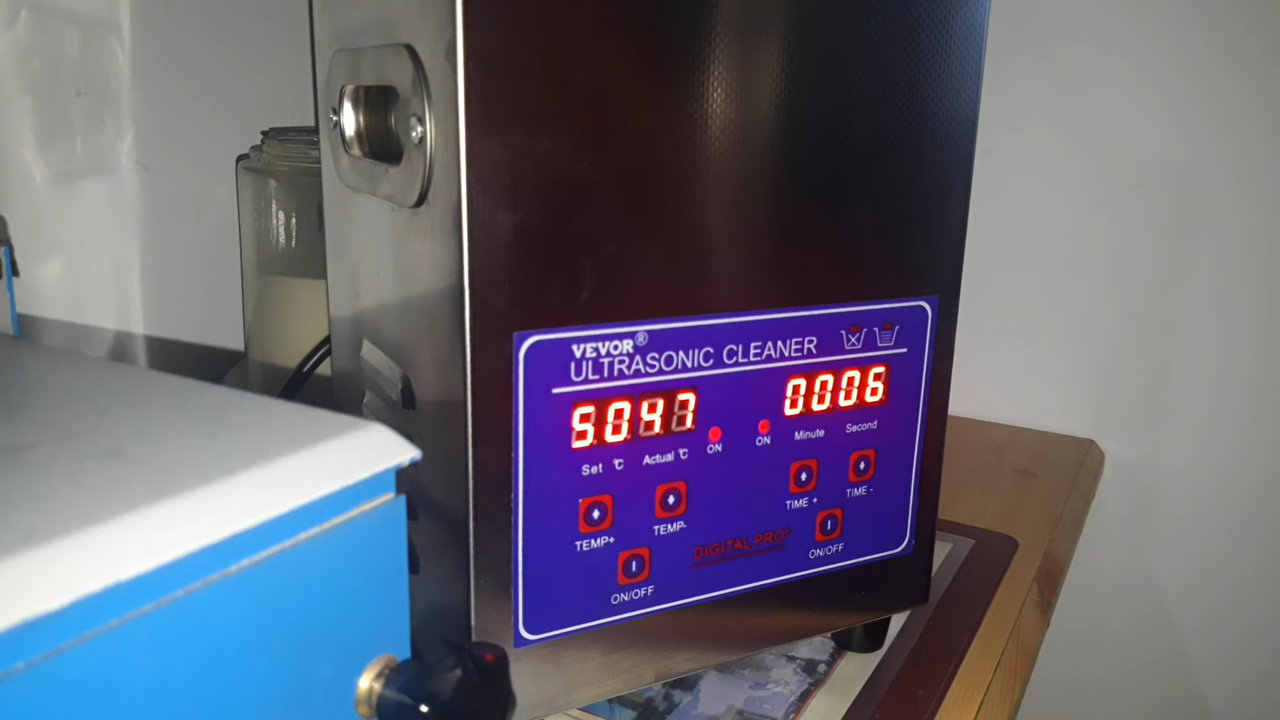 VEVOR®
ULTRASONIC CLEANER
5047
0006
Set °C
Actual °C
ON
ON
Minute
Second
TEMP+
TEMP-
TIME +
TIME -
DIGITAL PRO+
ON/OFF
ON/OFF